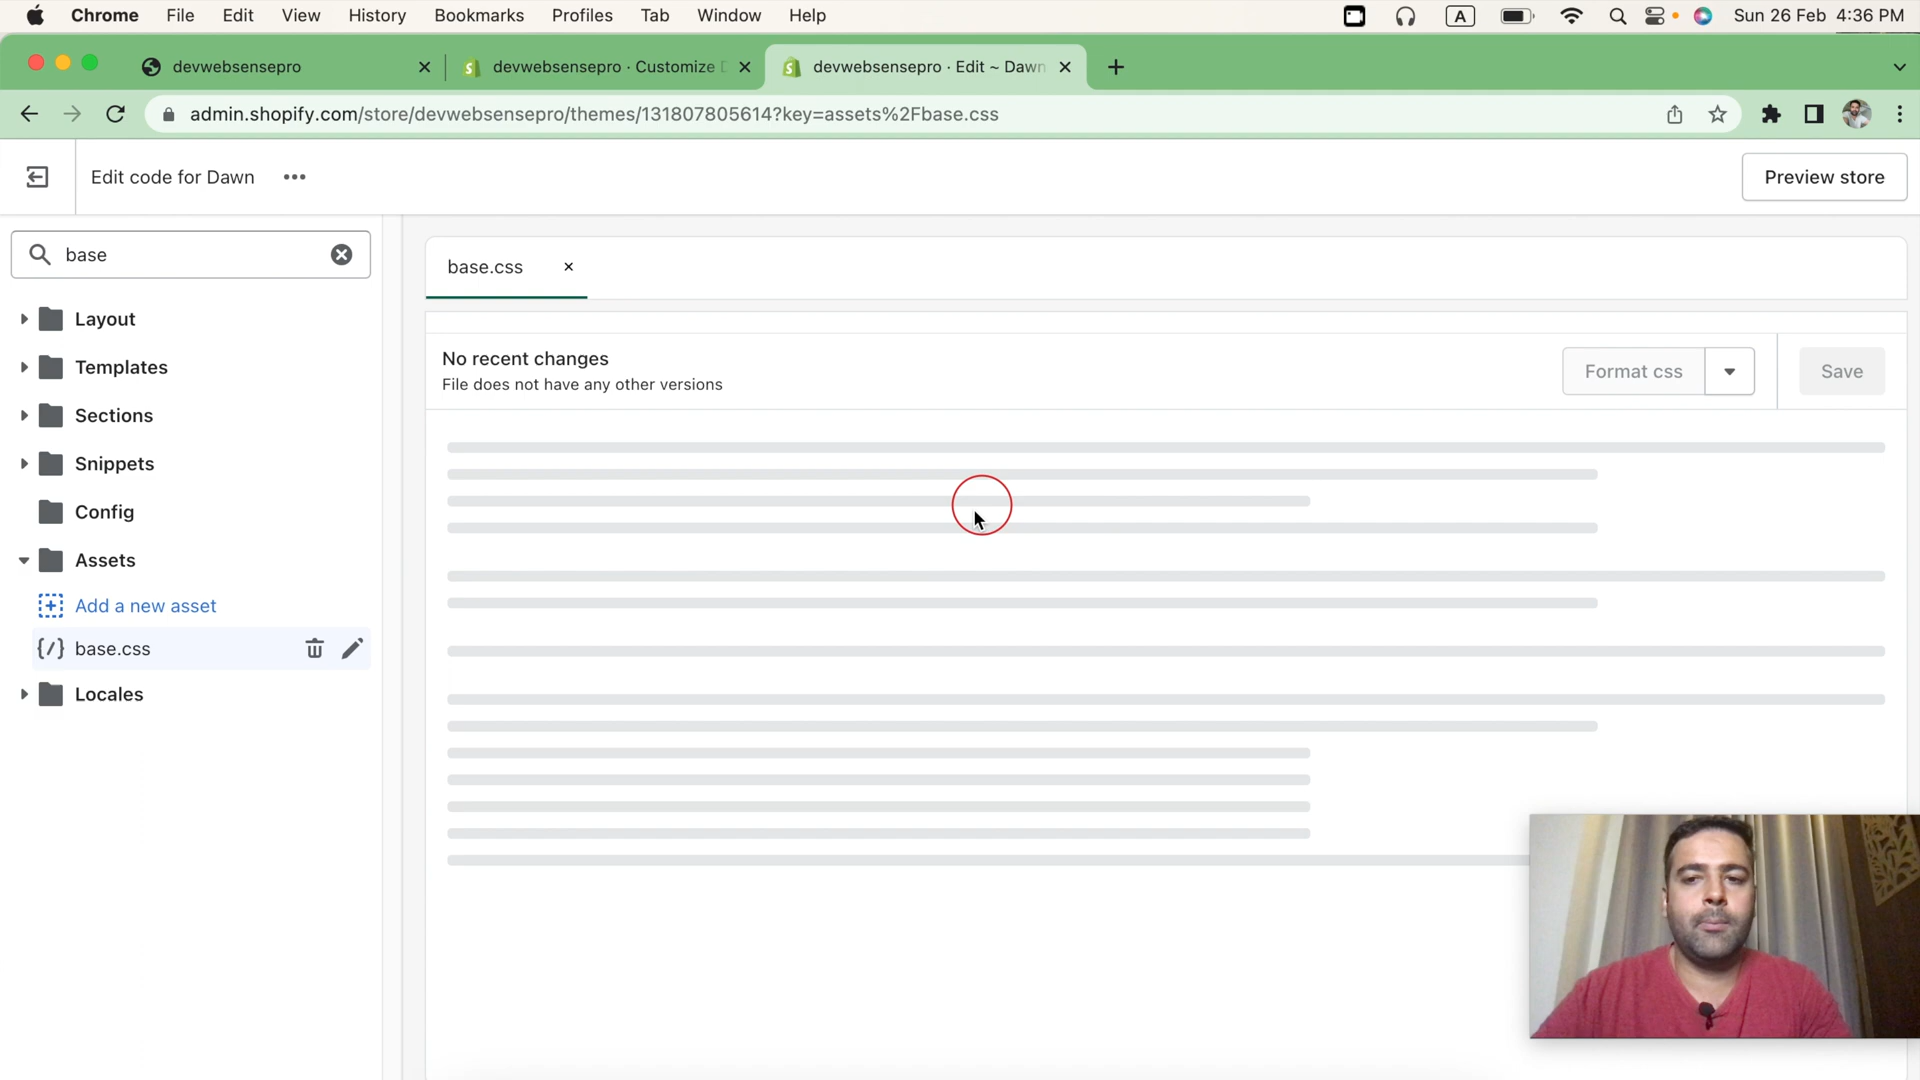 Chrome File Edit View History Bookmarks Profiles Tab Window Help A Sun 26 Feb 4:36 PM
devwebsensepro devwebsensepro · Customize D devwebsensepro · Edit ~ Dawn
admin.shopify.com/store/devwebsensepro/themes/131807805614?key=assets%2Fbase.css
Edit code for Dawn Preview store
base
Layout
Templates
Sections
Snippets
Config
Assets
Add a new asset
{/} base.css
Locales
base.css
No recent changes
File does not have any other versions
Format css Save